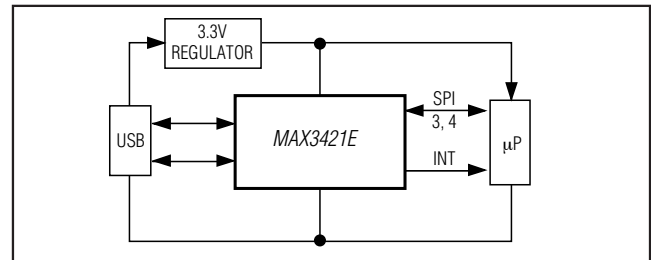 3.3V
REGULATOR
USB
MAX3421E
SPI
3, 4
INT
μP